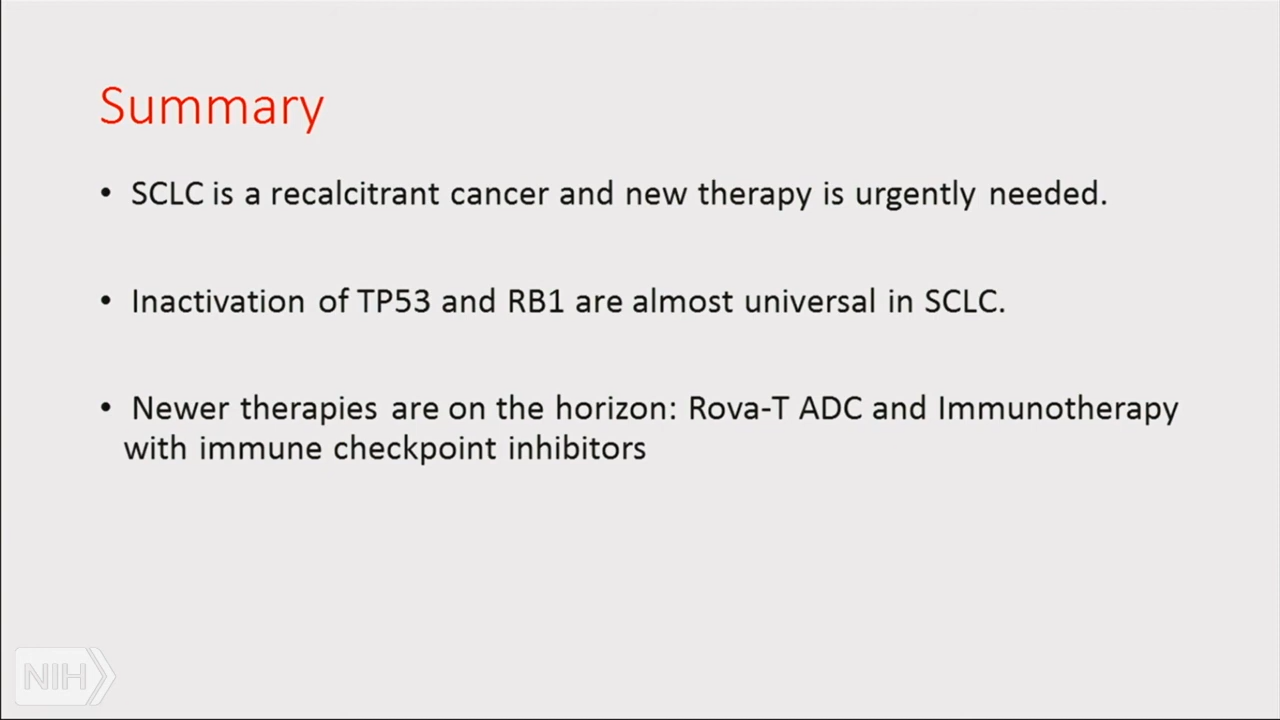 Summary
• SCLC is a recalcitrant cancer and new therapy is urgently needed.
• Inactivation of TP53 and RB1 are almost universal in SCLC.
• Newer therapies are on the horizon: Rova-T ADC and Immunotherapy
with immune checkpoint inhibitors
NIH